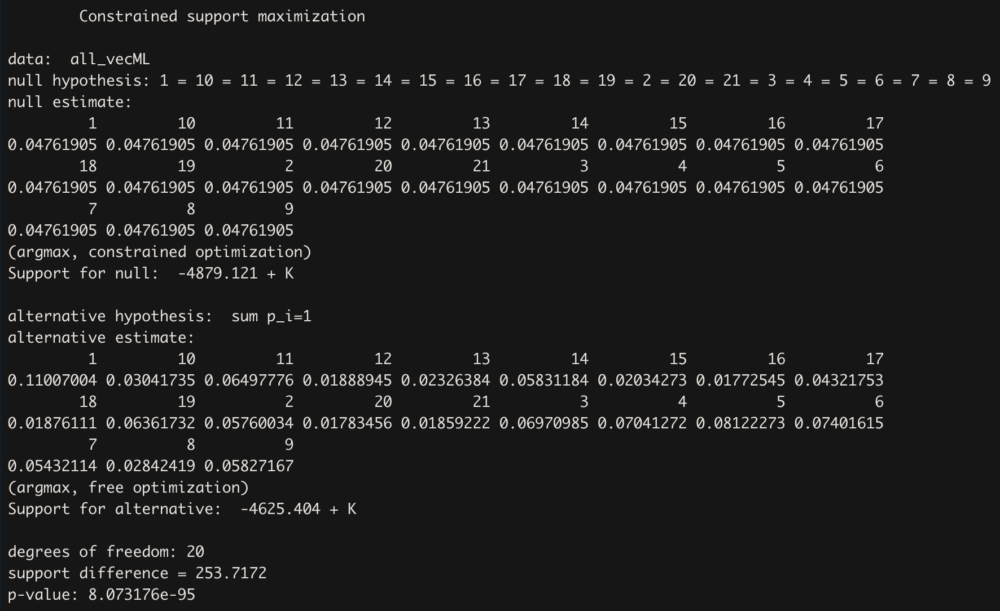 Constrained support maximization
data:  all_vecML
null hypothesis: 1 = 10 = 11 = 12 = 13 = 14 = 15 = 16 = 17 = 18 = 19 = 2 = 20 = 21 = 3 = 4 = 5 = 6 = 7 = 8 = 9
null estimate:
1 10 11 12 13 14 15 16 17
0.04761905 0.04761905 0.04761905 0.04761905 0.04761905 0.04761905 0.04761905 0.04761905 0.04761905
18 19 2 20 21 3 4 5 6
0.04761905 0.04761905 0.04761905 0.04761905 0.04761905 0.04761905 0.04761905 0.04761905 0.04761905
7 8 9
0.04761905 0.04761905 0.04761905
(argmax, constrained optimization)
Support for null:  -4879.121 + K
alternative hypothesis:  sum p_i=1
alternative estimate:
1 10 11 12 13 14 15 16 17
0.11007004 0.03041735 0.06497776 0.01888945 0.02326384 0.05831184 0.02034273 0.01772545 0.04321753
18 19 2 20 21 3 4 5 6
0.01876111 0.06361732 0.05760034 0.01783456 0.01859222 0.06970985 0.07041272 0.08122273 0.07401615
7 8 9
0.05432114 0.02842419 0.05827167
(argmax, free optimization)
Support for alternative:  -4625.404 + K
degrees of freedom: 20
support difference = 253.7172
p-value: 8.073176e-95